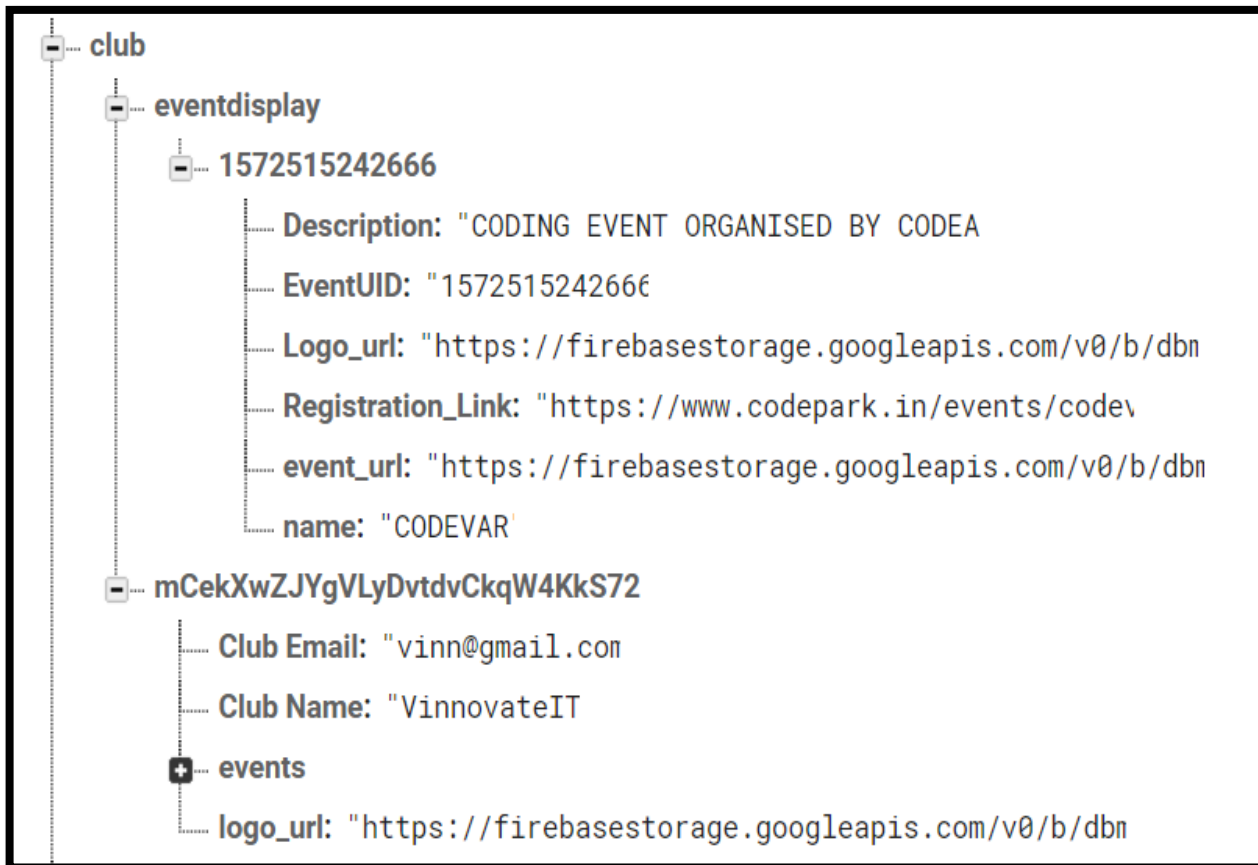 club
eventdisplay
1572515242666
Description: "CODING EVENT ORGANISED BY CODEA
EventUID: "1572515242666
Logo_url: "https://firebasestorage.googleapis.com/v0/b/dbm
Registration_Link: "https://www.codepark.in/events/codev
event_url: "https://firebasestorage.googleapis.com/v0/b/dbm
name: "CODEVAR"
mCekXwZJYgVLyDvtdvCkqW4KkS72
Club Email: "vinn@gmail.com
Club Name: "VinnovateIT
events
logo_url: "https://firebasestorage.googleapis.com/v0/b/dbm